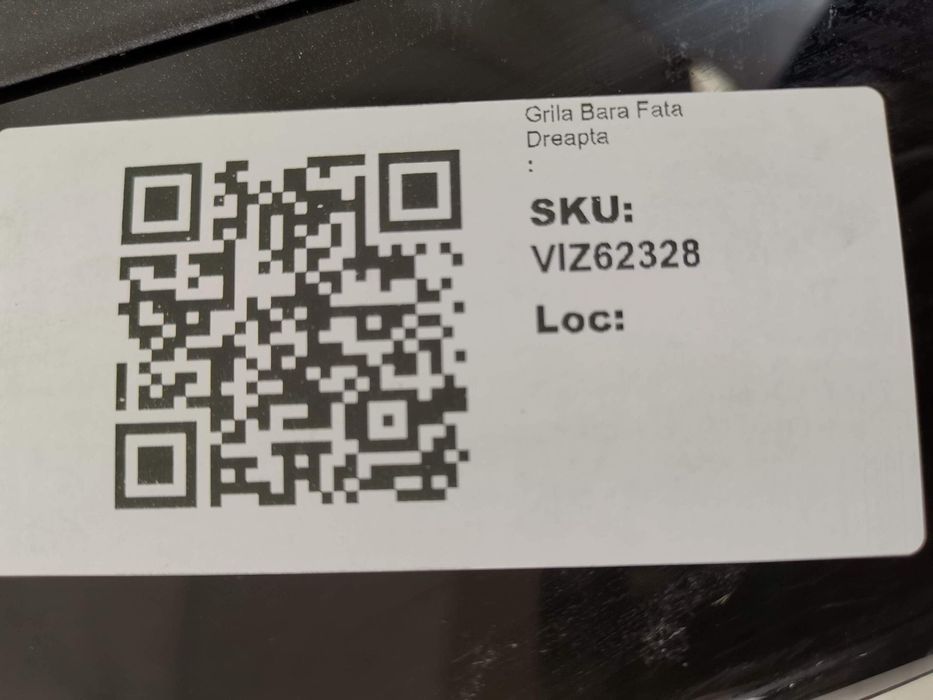 Grila Bara Fata
Dreapta
:
SKU:
VIZ62328
Loc: